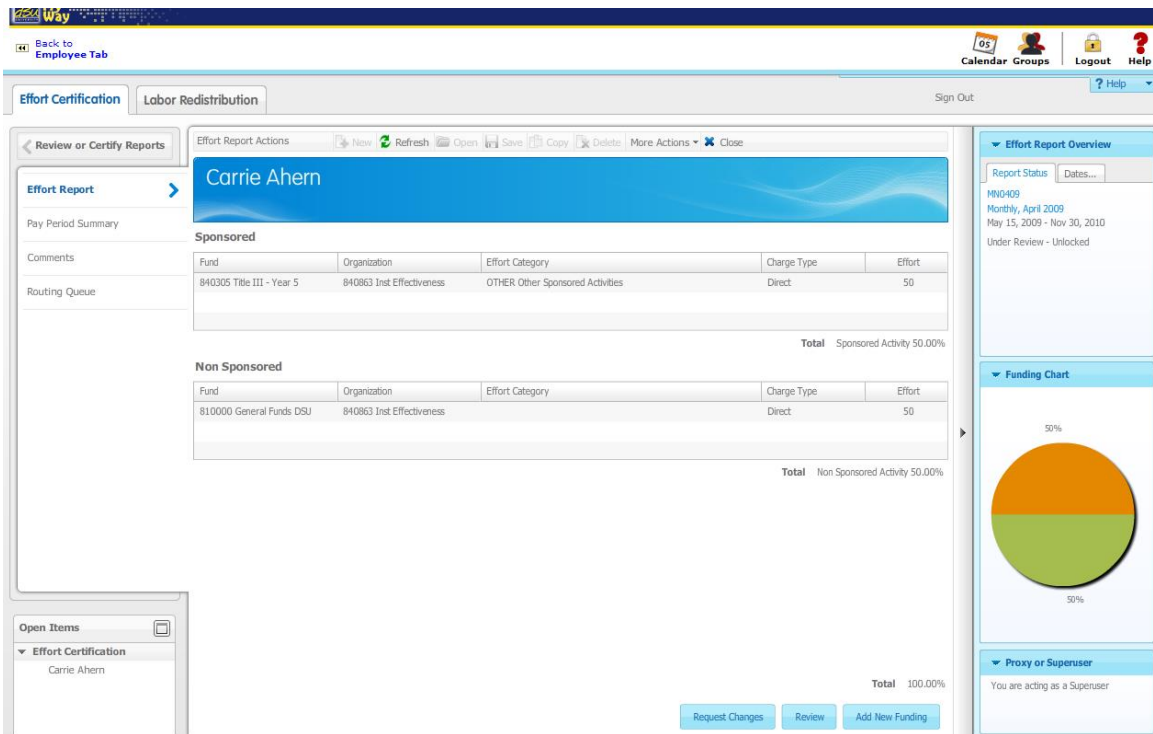 dsu Way
Back to
Employee Tab
05
Calendar Groups Logout Help
? Help
Effort Certification Labor Redistribution Sign Out
Review or Certify Reports
Effort Report
Pay Period Summary
Comments
Routing Queue
Open Items
Effort Certification
Carrie Ahern
Effort Report Actions New Refresh Open Save Copy Delete More Actions Close
Carrie Ahern
Sponsored
Fund Organization Effort Category Charge Type Effort
840305 Title III - Year 5 840863 Inst Effectiveness OTHER Other Sponsored Activities Direct 50
Total Sponsored Activity 50.00%
Non Sponsored
Fund Organization Effort Category Charge Type Effort
810000 General Funds DSU 840863 Inst Effectiveness Direct 50
Total Non Sponsored Activity 50.00%
Total 100.00%
Request Changes Review Add New Funding
Effort Report Overview
Report Status Dates...
MN0409
Monthly, April 2009
May 15, 2009 - Nov 30, 2010
Under Review - Unlocked
Funding Chart
50%
50%
Proxy or Superuser
You are acting as a Superuser